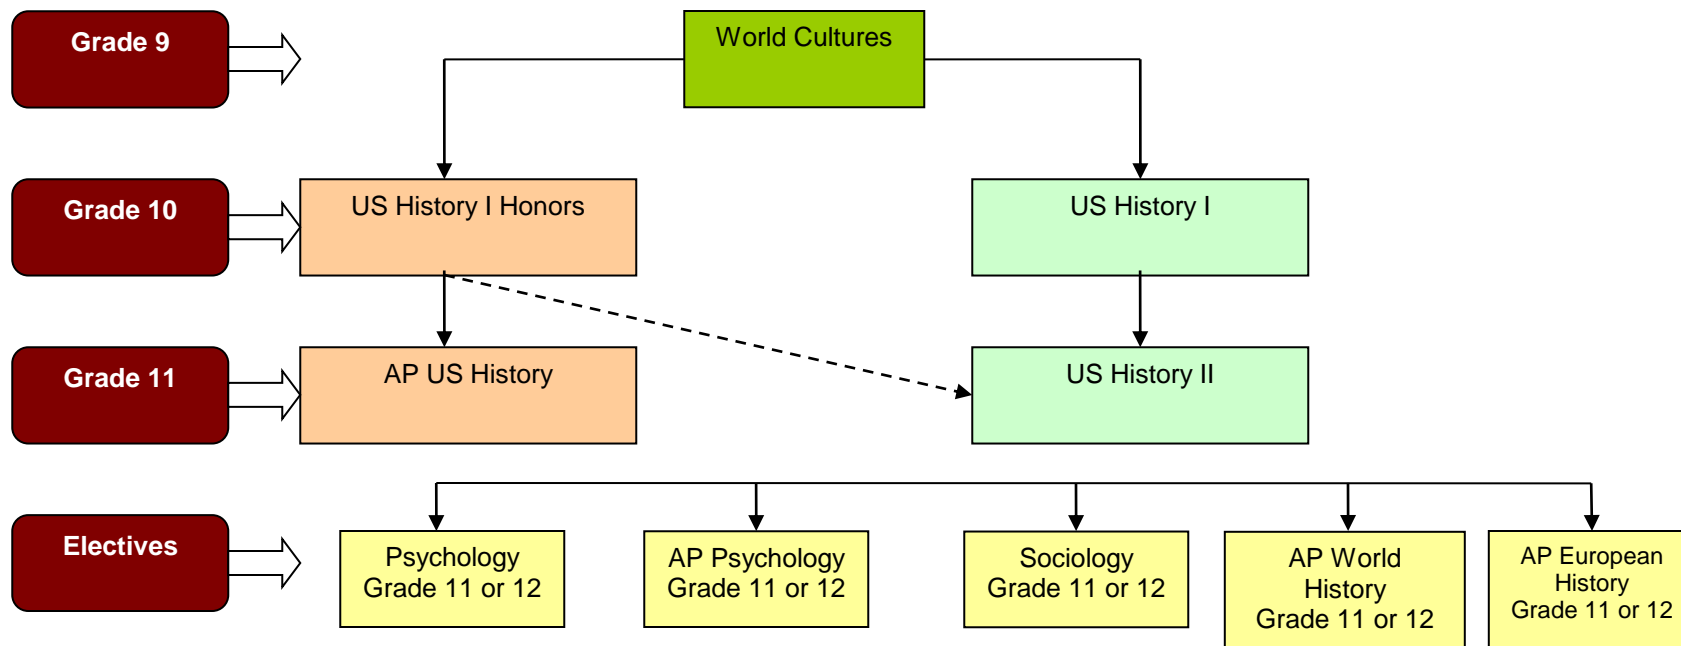 Grade 9
World Cultures
Grade 10
US History I Honors
US History I
Grade 11
AP US History
US History II
Electives
Psychology
Grade 11 or 12
AP Psychology
Grade 11 or 12
Sociology
Grade 11 or 12
AP World
History
Grade 11 or 12
AP European
History
Grade 11 or 12